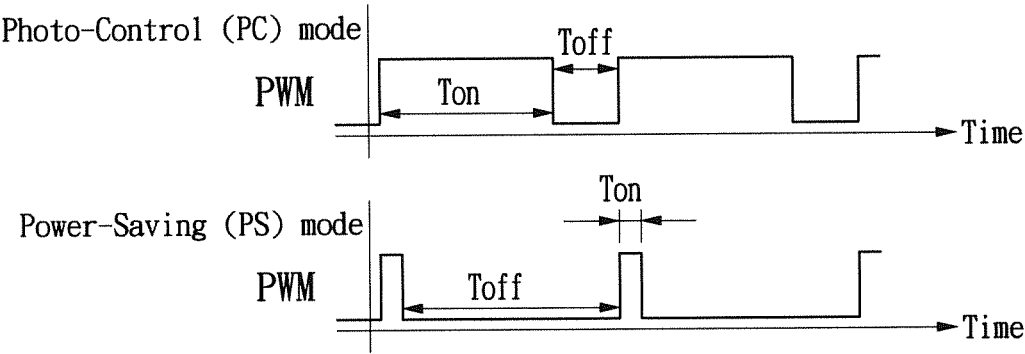 Photo-Control (PC) mode
Toff
PWM
Ton
Time
Ton
Power-Saving (PS) mode
PWM
Toff
Time